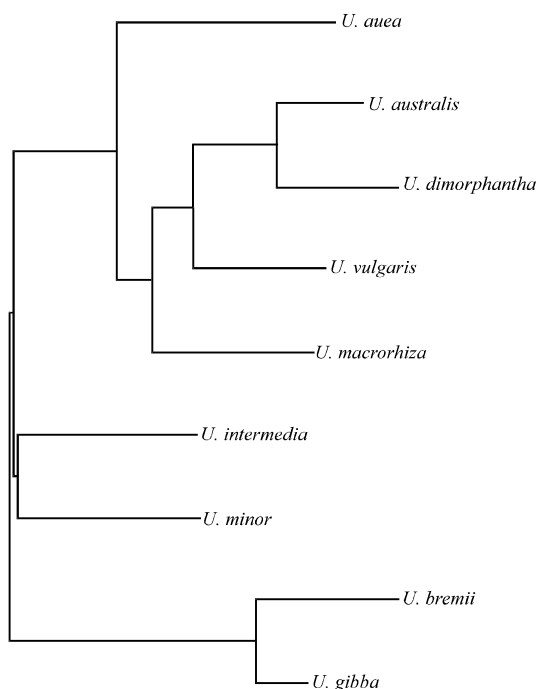 U. auea
U. australis
U. dimorphantha
U. vulgaris
U. macrorhiza
U. intermedia
U. minor
U. bremii
U. gibba